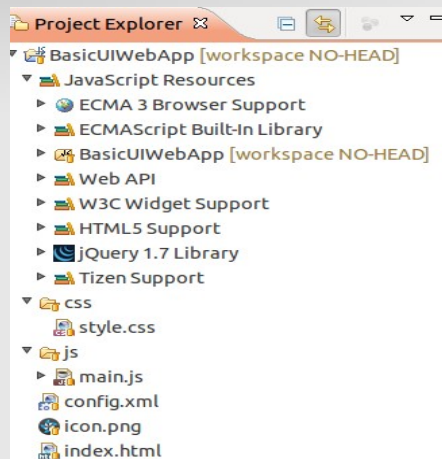 Project Explorer
BasicUIWebApp [workspace NO-HEAD]
JavaScript Resources
ECMA 3 Browser Support
ECMAScript Built-In Library
BasicUIWebApp [workspace NO-HEAD]
Web API
W3C Widget Support
HTML5 Support
jQuery 1.7 Library
Tizen Support
css
style.css
js
main.js
config.xml
icon.png
index.html